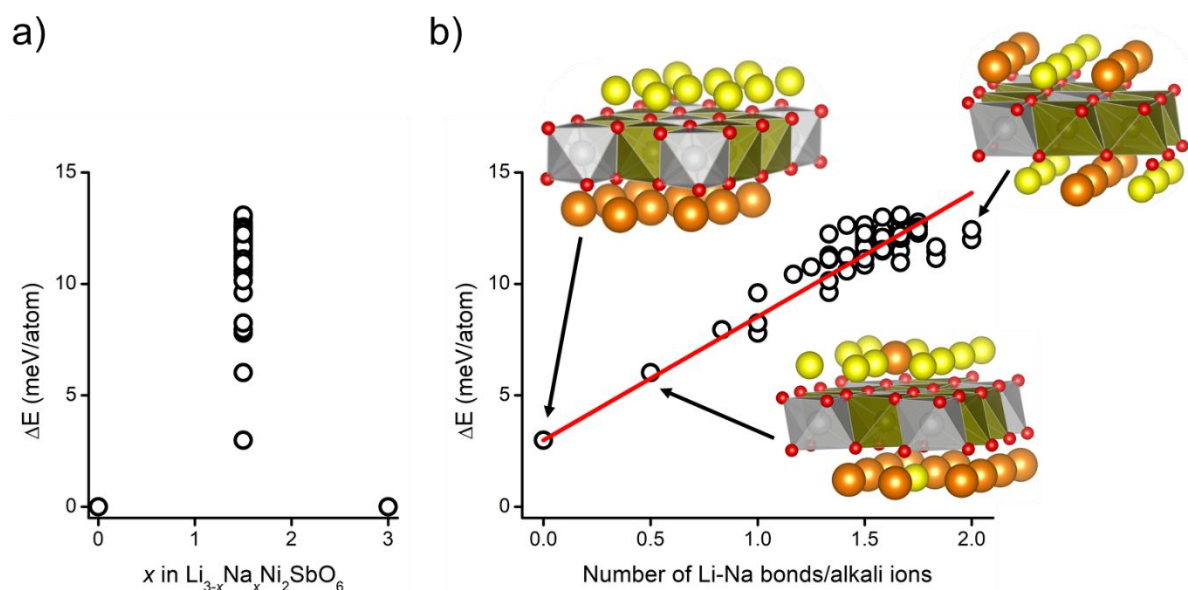 a)
15
10
5
0
ΔE (meV/atom)
0 1 2 3
x in Li₃₋ₓNaₓNi₂SbO₆
b)
15
10
5
0
ΔE (meV/atom)
0.0 0.5 1.0 1.5 2.0
Number of Li-Na bonds/alkali ions